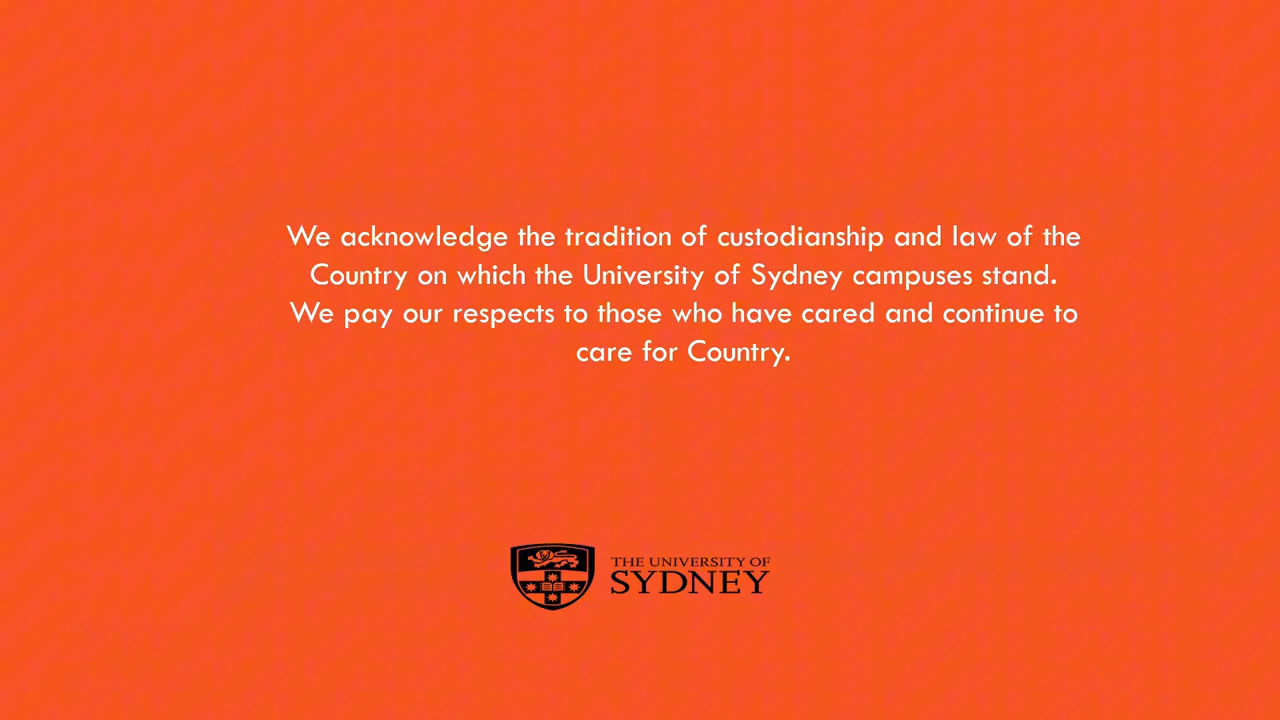 We acknowledge the tradition of custodianship and law of the
Country on which the University of Sydney campuses stand.
We pay our respects to those who have cared and continue to
care for Country.
THE UNIVERSITY OF
SYDNEY